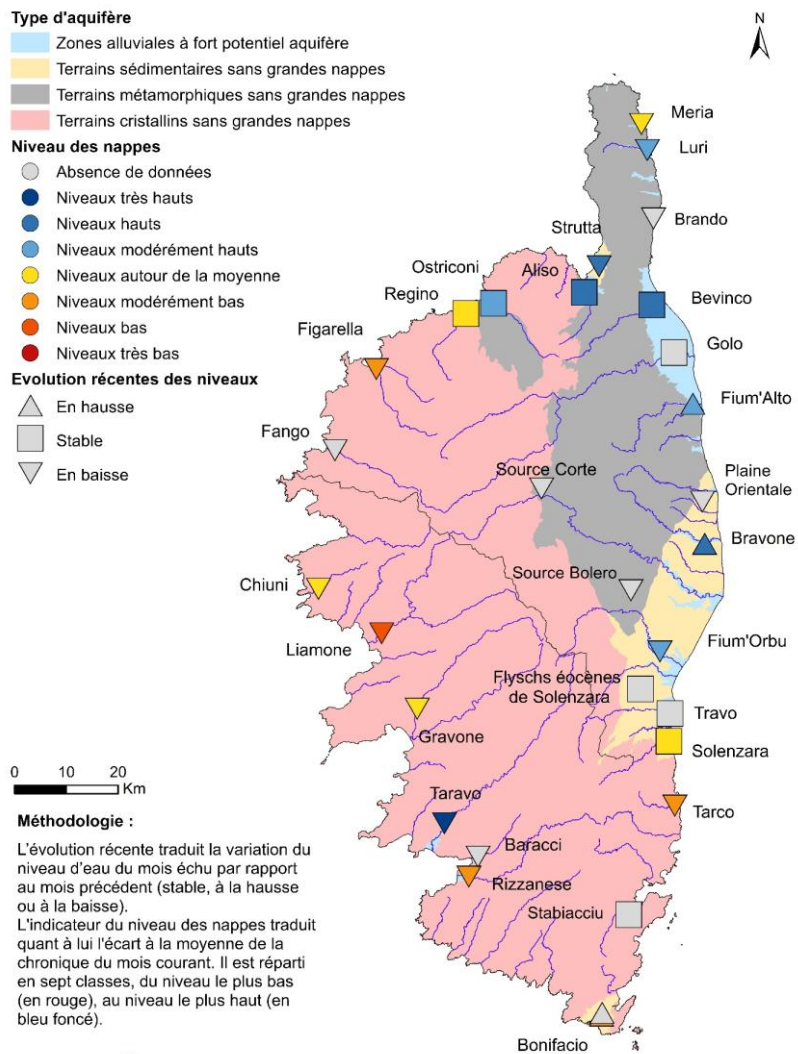 Type d'aquifère
Zones alluviales à fort potentiel aquifère
Terrains sédimentaires sans grandes nappes
Terrains métamorphiques sans grandes nappes
Terrains cristallins sans grandes nappes
Niveau des nappes
Absence de données
Niveaux très hauts
Niveaux hauts
Niveaux modérément hauts
Niveaux autour de la moyenne
Niveaux modérément bas
Niveaux bas
Niveaux très bas
Evolution récentes des niveaux
En hausse
Stable
En baisse
N
Meria
Luri
Brando
Strutta
Ostriconi
Aliso
Regino
Bevinco
Figarella
Golo
Fium'Alto
Fango
Source Corte
Plaine
Orientale
Bravone
Chiuni
Source Bolero
Liamone
Fium'Orbu
Flyschs éocènes
de Solenzara
Travo
Gravone
Solenzara
0 10 20
Km
Taravo
Tarco
Baracci
Rizzanese
Stabiacciu
Bonifacio
Méthodologie :
L'évolution récente traduit la variation du
niveau d'eau du mois échu par rapport
au mois précédent (stable, à la hausse
ou à la baisse).
L'indicateur du niveau des nappes traduit
quant à lui l'écart à la moyenne de la
chronique du mois courant. Il est réparti
en sept classes, du niveau le plus bas
(en rouge), au niveau le plus haut (en
bleu foncé).